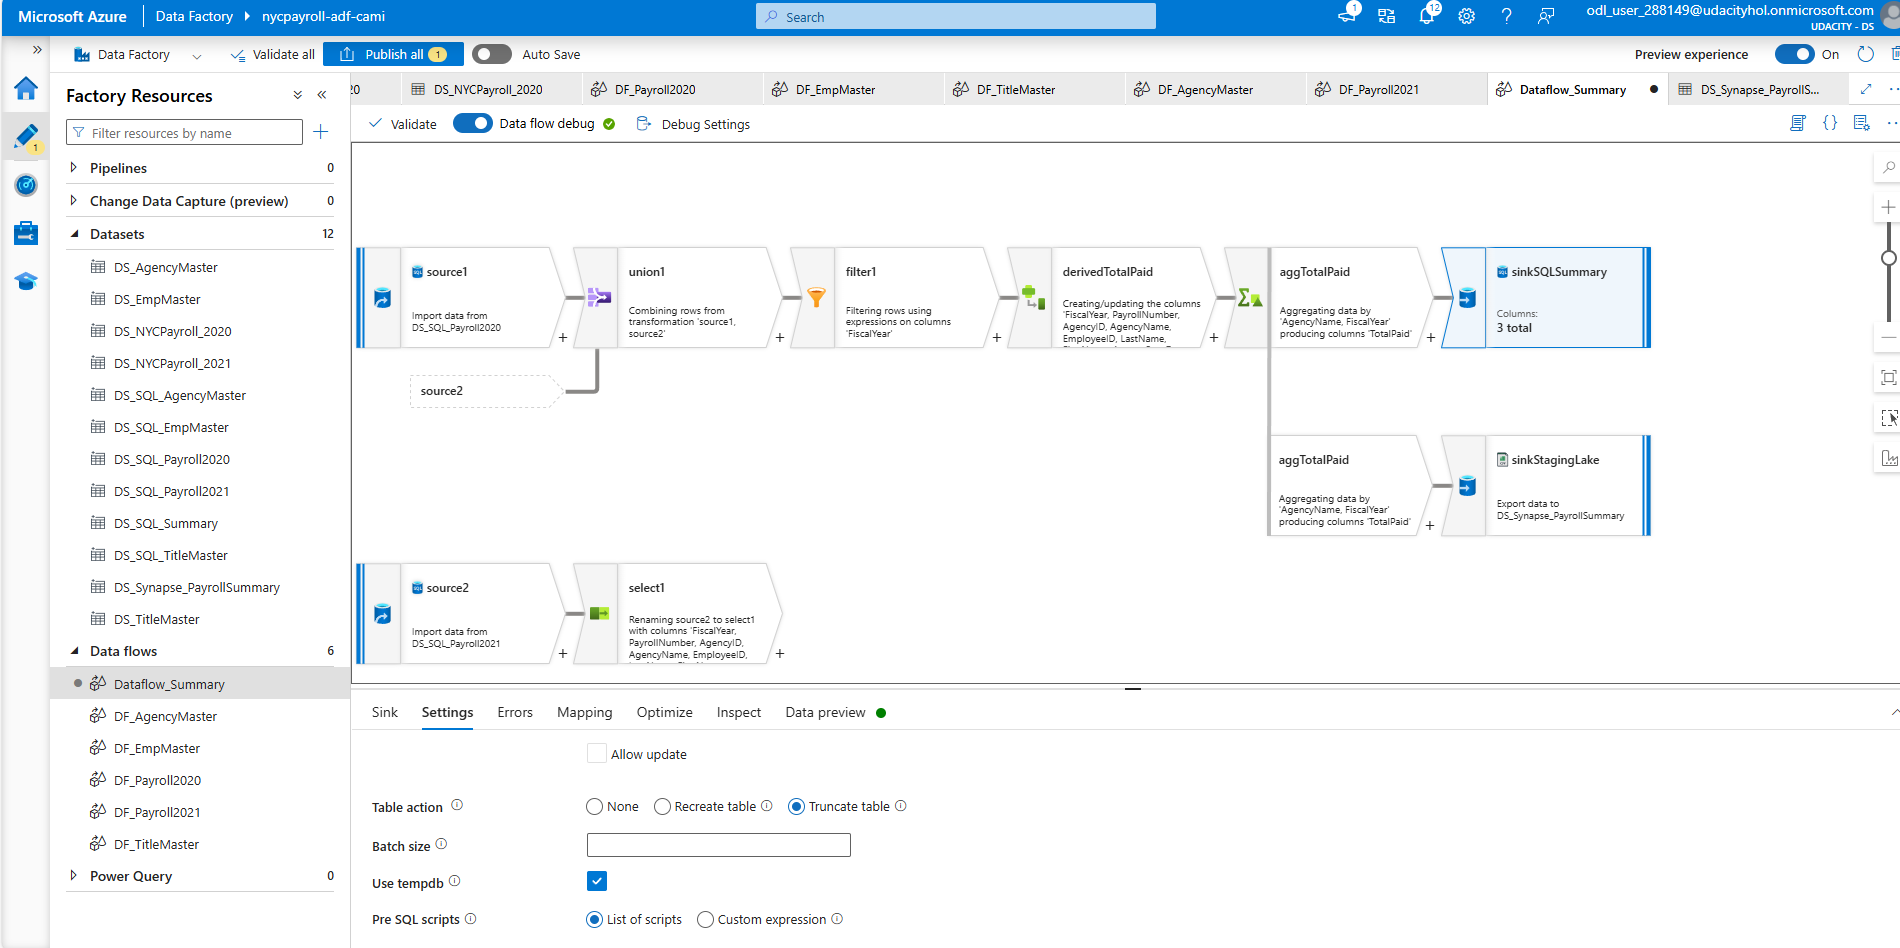 Microsoft Azure
Data Factory
nycpayroll-adf-cami
Search
1
12
odl_user_288149@udacityhol.onmicrosoft.com
UDACITY - DS
Data Factory
Validate all
Publish all 1
Auto Save
Preview experience
On
1
Factory Resources
Filter resources by name
Pipelines 0
Change Data Capture (preview) 0
Datasets 12
DS_AgencyMaster
DS_EmpMaster
DS_NYCPayroll_2020
DS_NYCPayroll_2021
DS_SQL_AgencyMaster
DS_SQL_EmpMaster
DS_SQL_Payroll2020
DS_SQL_Payroll2021
DS_SQL_Summary
DS_SQL_TitleMaster
DS_Synapse_PayrollSummary
DS_TitleMaster
Data flows 6
Dataflow_Summary
DF_AgencyMaster
DF_EmpMaster
DF_Payroll2020
DF_Payroll2021
DF_TitleMaster
Power Query 0
20
DS_NYCPayroll_2020
DF_Payroll2020
DF_EmpMaster
DF_TitleMaster
DF_AgencyMaster
DF_Payroll2021
Dataflow_Summary
DS_Synapse_PayrollS...
Validate
Data flow debug
Debug Settings
source1
Import data from
DS_SQL_Payroll2020
union1
Combining rows from
transformation 'source1,
source2'
filter1
Filtering rows using
expressions on columns
'FiscalYear'
derivedTotalPaid
Creating/updating the columns
'FiscalYear, PayrollNumber,
AgencyID, AgencyName,
EmployeeID, LastName,
aggTotalPaid
Aggregating data by
'AgencyName, FiscalYear'
producing columns 'TotalPaid'
sinkSQLSummary
Columns:
3 total
source2
aggTotalPaid
Aggregating data by
'AgencyName, FiscalYear'
producing columns 'TotalPaid'
sinkStagingLake
Export data to
DS_Synapse_PayrollSummary
source2
Import data from
DS_SQL_Payroll2021
select1
Renaming source2 to select1
with columns 'FiscalYear,
PayrollNumber, AgencyID,
AgencyName, EmployeeID,
Sink
Settings
Errors
Mapping
Optimize
Inspect
Data preview
Allow update
Table action
None
Recreate table
Truncate table
Batch size
Use tempdb
Pre SQL scripts
List of scripts
Custom expression